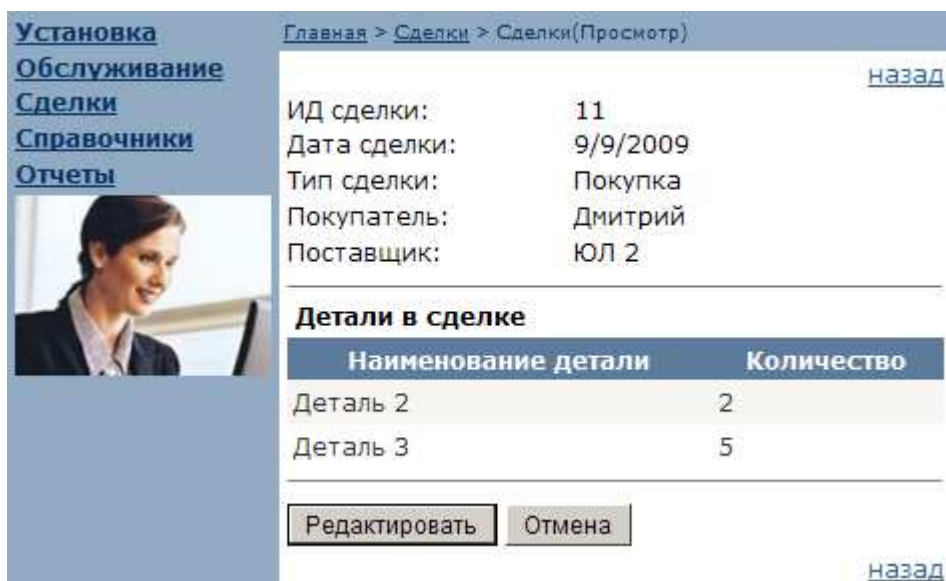 Установка
Обслуживание
Сделки
Справочники
Отчеты
Главная > Сделки > Сделки(Просмотр)
назад
ИД сделки: 11
Дата сделки: 9/9/2009
Тип сделки: Покупка
Покупатель: Дмитрий
Поставщик: ЮЛ 2
Детали в сделке
Наименование детали Количество
Деталь 2 2
Деталь 3 5
Редактировать Отмена
назад